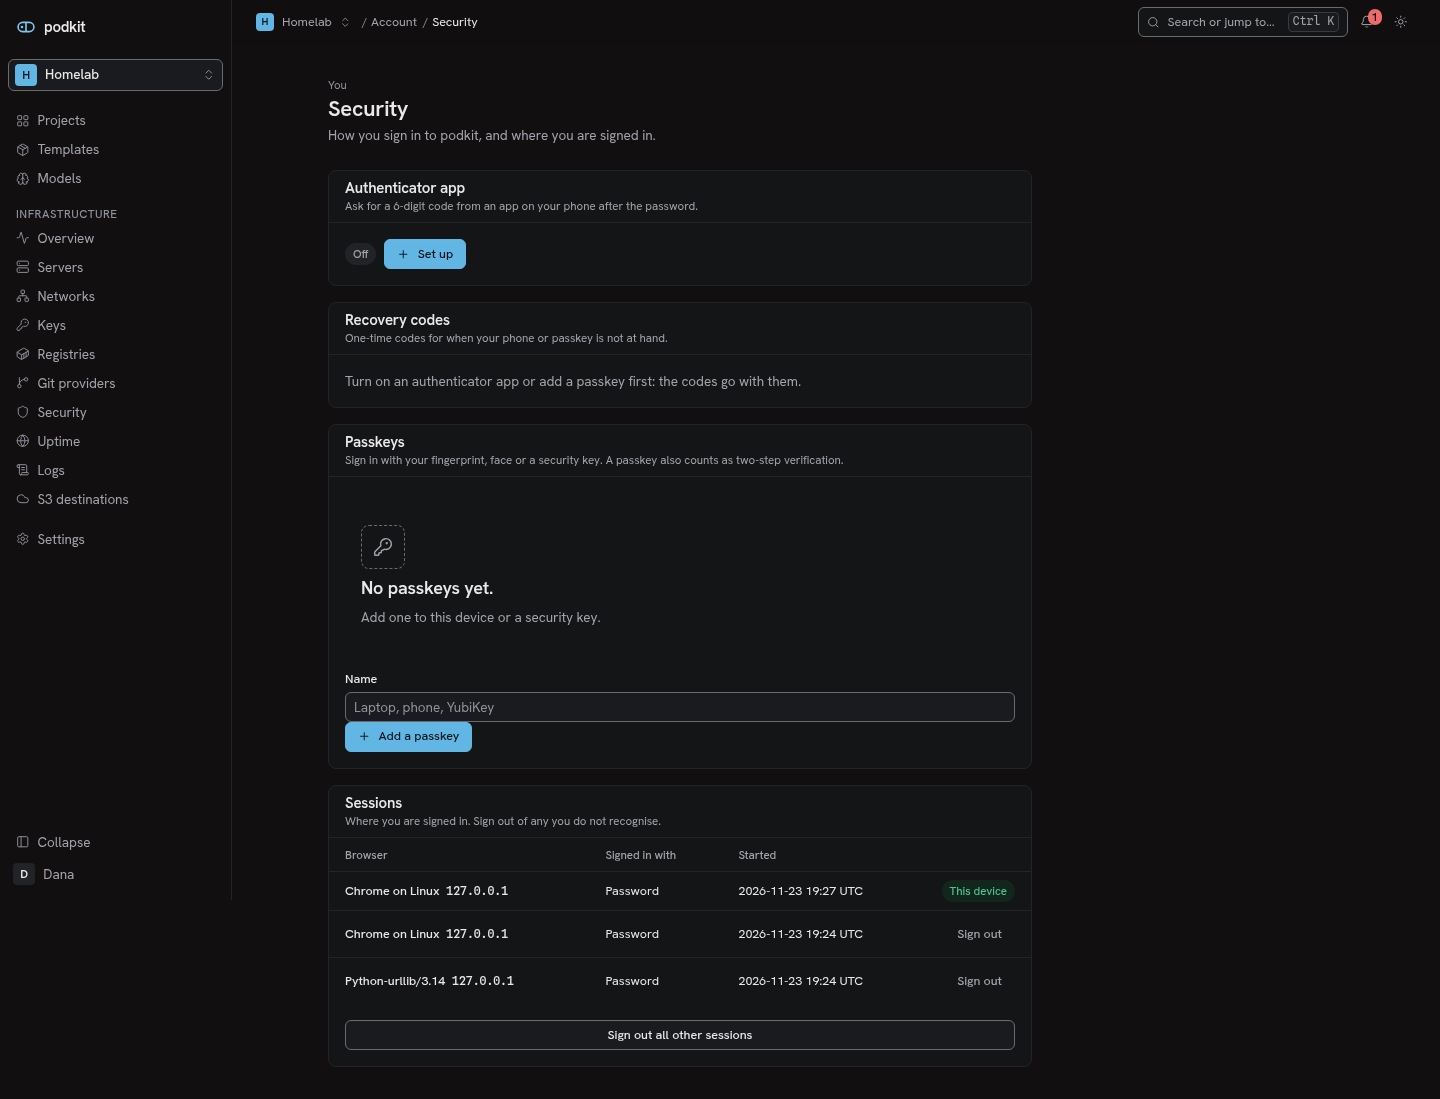 podkit
H Homelab
Projects
Templates
Models
INFRASTRUCTURE
Overview
Servers
Networks
Keys
Registries
Git providers
Security
Uptime
Logs
S3 destinations
Settings
Collapse
D Dana
H Homelab / Account / Security
Search or jump to... Ctrl K
1
You
Security
How you sign in to podkit, and where you are signed in.
Authenticator app
Ask for a 6-digit code from an app on your phone after the password.
Off + Set up
Recovery codes
One-time codes for when your phone or passkey is not at hand.
Turn on an authenticator app or add a passkey first: the codes go with them.
Passkeys
Sign in with your fingerprint, face or a security key. A passkey also counts as two-step verification.
No passkeys yet.
Add one to this device or a security key.
Name
Laptop, phone, YubiKey
+ Add a passkey
Sessions
Where you are signed in. Sign out of any you do not recognise.
Browser Signed in with Started
Chrome on Linux 127.0.0.1 Password 2026-11-23 19:27 UTC This device
Chrome on Linux 127.0.0.1 Password 2026-11-23 19:24 UTC Sign out
Python-urllib/3.14 127.0.0.1 Password 2026-11-23 19:24 UTC Sign out
Sign out all other sessions